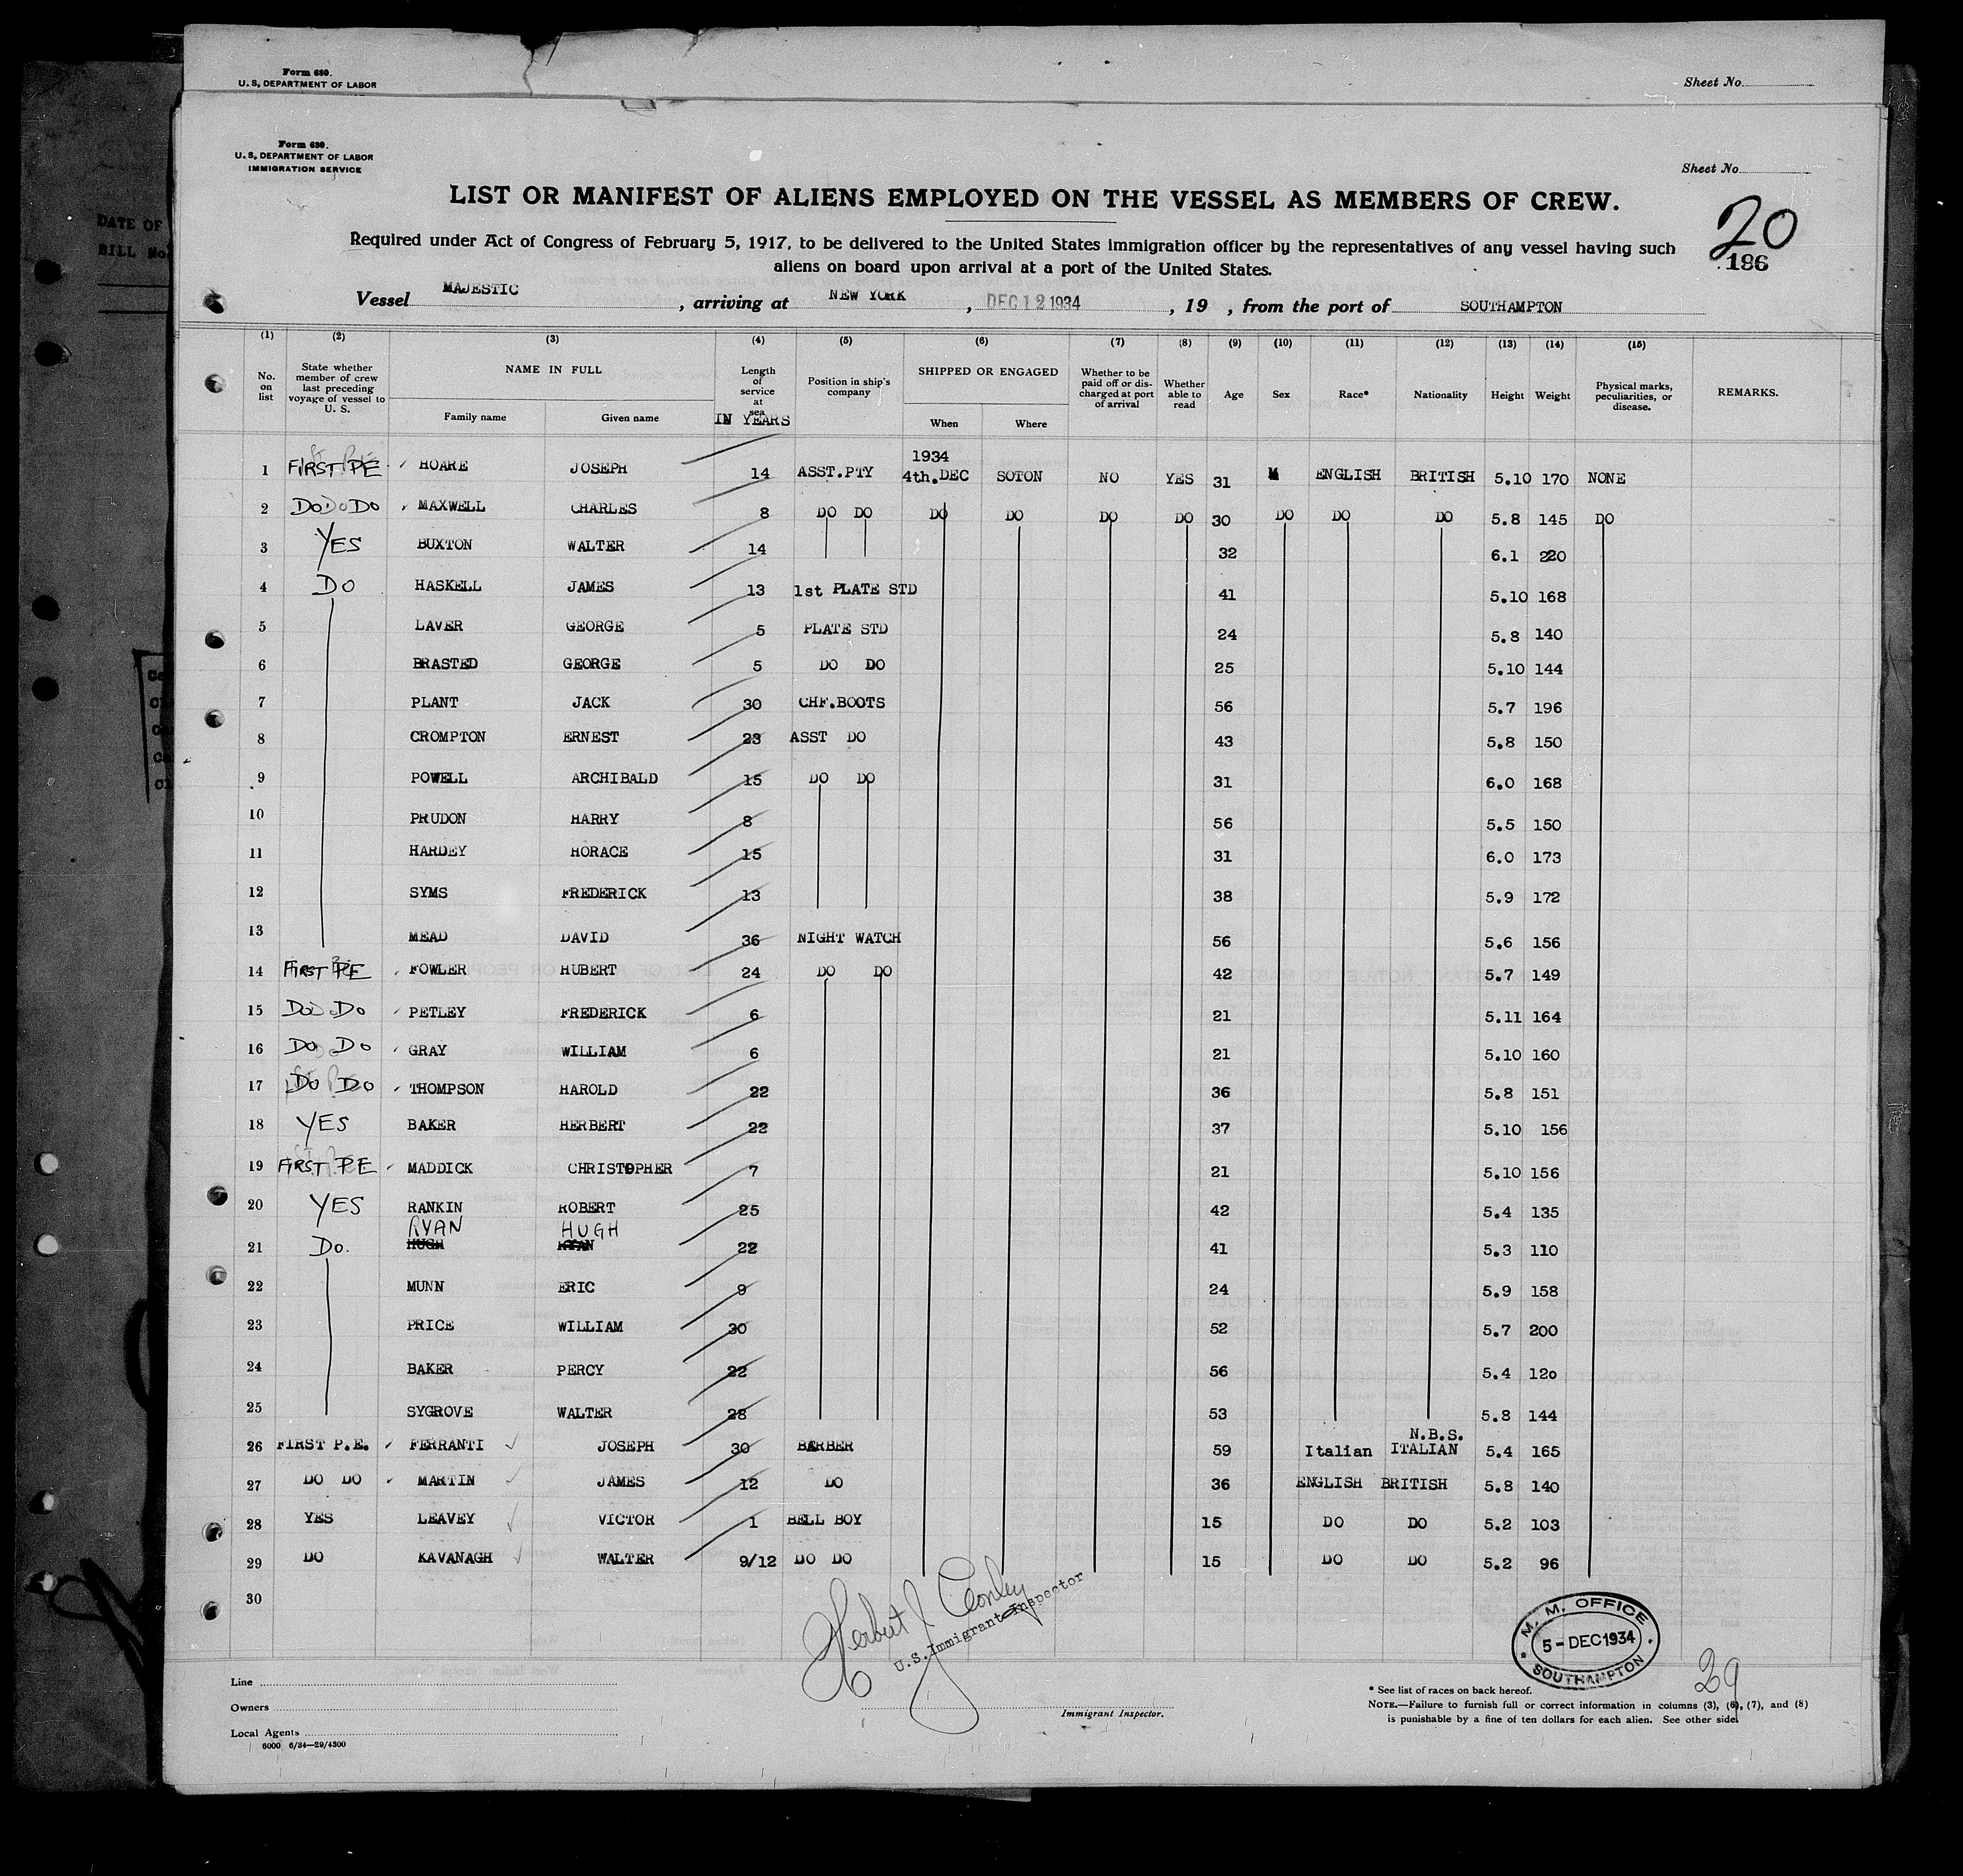 Form 680.
U. S. DEPARTMENT OF LABOR
Sheet No.
Form 680.
U. S. DEPARTMENT OF LABOR
IMMIGRATION SERVICE
Sheet No.
LIST OR MANIFEST OF ALIENS EMPLOYED ON THE VESSEL AS MEMBERS OF CREW.
20
186
Required under Act of Congress of February 5, 1917, to be delivered to the United States immigration officer by the representatives of any vessel having such
aliens on board upon arrival at a port of the United States.
DATE OF
BILL No.
Vessel MAJESTIC, arriving at NEW YORK, DEC 12 1934, 19 , from the port of SOUTHAMPTON
(1) (2) (3) (4) (5) (6) (7) (8) (9) (10) (11) (12) (13) (14) (15)
No. on list | State whether member of crew last preceding voyage of vessel to U. S. | NAME IN FULL | Length of service at sea IN YEARS | Position in ship's company | SHIPPED OR ENGAGED | Whether to be paid off or discharged at port of arrival | Whether able to read | Age | Sex | Race* | Nationality | Height | Weight | Physical marks, peculiarities, or disease. | REMARKS.
Family name | Given name | When | Where
1934
1 FIRST PE HOARE JOSEPH 14 ASST.PTY 4th.DEC SOTON NO YES 31 M ENGLISH BRITISH 5.10 170 NONE
2 DO DO MAXWELL CHARLES 8 DO DO DO DO DO DO 30 DO DO DO 5.8 145 DO
3 YES BUXTON WALTER 14 32 6.1 220
4 DO HASKELL JAMES 13 1st PLATE STD 41 5.10 168
5 LAVER GEORGE 5 PLATE STD 24 5.8 140
6 BRASTED GEORGE 5 DO DO 25 5.10 144
7 PLANT JACK 30 CHF.BOOTS 56 5.7 196
8 CROMPTON ERNEST 23 ASST DO 43 5.8 150
9 POWELL ARCHIBALD 15 DO DO 31 6.0 168
10 PRUDON HARRY 8 56 5.5 150
11 HARDEY HORACE 15 31 6.0 173
12 SYMS FREDERICK 13 38 5.9 172
13 MEAD DAVID 36 NIGHT WATCH 56 5.6 156
14 FIRST PE FOWLER HUBERT 24 DO DO 42 5.7 149
15 DO DO PETLEY FREDERICK 6 21 5.11 164
16 DO DO GRAY WILLIAM 6 21 5.10 160
17 DO DO THOMPSON HAROLD 22 36 5.8 151
18 YES BAKER HERBERT 22 37 5.10 156
19 FIRST PE MADDICK CHRISTOPHER 7 21 5.10 156
20 YES RANKIN ROBERT 25 42 5.4 135
RYAN HUGH
21 Do. HUGH RYAN 22 41 5.3 110
22 MUNN ERIC 9 24 5.9 158
23 PRICE WILLIAM 30 52 5.7 200
24 BAKER PERCY 22 56 5.4 120
25 SYGROVE WALTER 28 53 5.8 144
N.B.S.
26 FIRST P.E. FERRANTI JOSEPH 30 BARBER 59 Italian ITALIAN 5.4 165
27 DO DO MARTIN JAMES 12 DO 36 ENGLISH BRITISH 5.8 140
28 YES LEAVEY VICTOR 1 BELL BOY 15 DO DO 5.2 103
29 DO KAVANAGH WALTER 9/12 DO DO 15 DO DO 5.2 96
30
Herbert J Conley
U.S.Immigrant Inspector
M. M. OFFICE
5-DEC1934
SOUTHAMPTON
29
Line
Owners
Local Agents
6000 6/34—29/4300
Immigrant Inspector.
* See list of races on back hereof.
NOTE.—Failure to furnish full or correct information in columns (3), (6), (7), and (8)
is punishable by a fine of ten dollars for each alien. See other side.